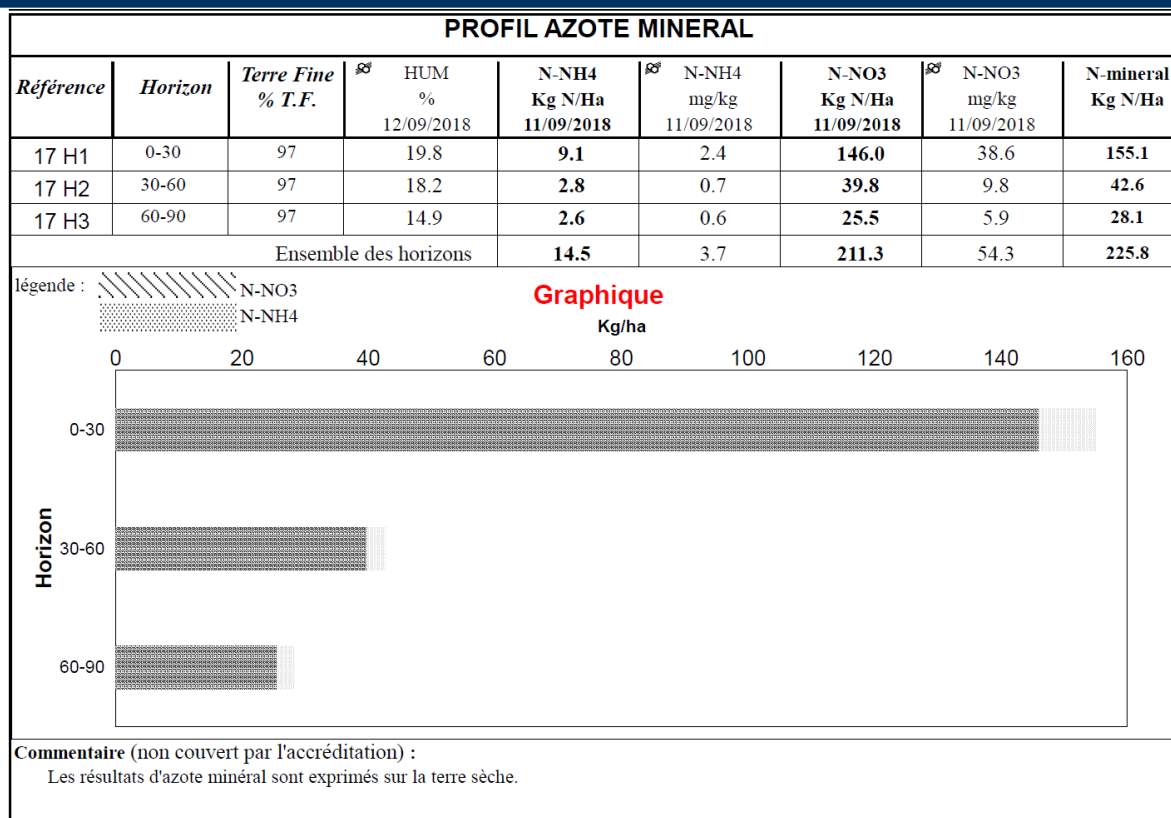 PROFIL AZOTE MINERAL
Référence Horizon Terre Fine % T.F. HUM % 12/09/2018 N-NH4 Kg N/Ha 11/09/2018 N-NH4 mg/kg 11/09/2018 N-NO3 Kg N/Ha 11/09/2018 N-NO3 mg/kg 11/09/2018 N-mineral Kg N/Ha
17 H1 0-30 97 19.8 9.1 2.4 146.0 38.6 155.1
17 H2 30-60 97 18.2 2.8 0.7 39.8 9.8 42.6
17 H3 60-90 97 14.9 2.6 0.6 25.5 5.9 28.1
Ensemble des horizons 14.5 3.7 211.3 54.3 225.8
légende : N-NO3
N-NH4
Graphique
Kg/ha
0 20 40 60 80 100 120 140 160
0-30
Horizon
30-60
60-90
Commentaire (non couvert par l'accréditation) :
Les résultats d'azote minéral sont exprimés sur la terre sèche.